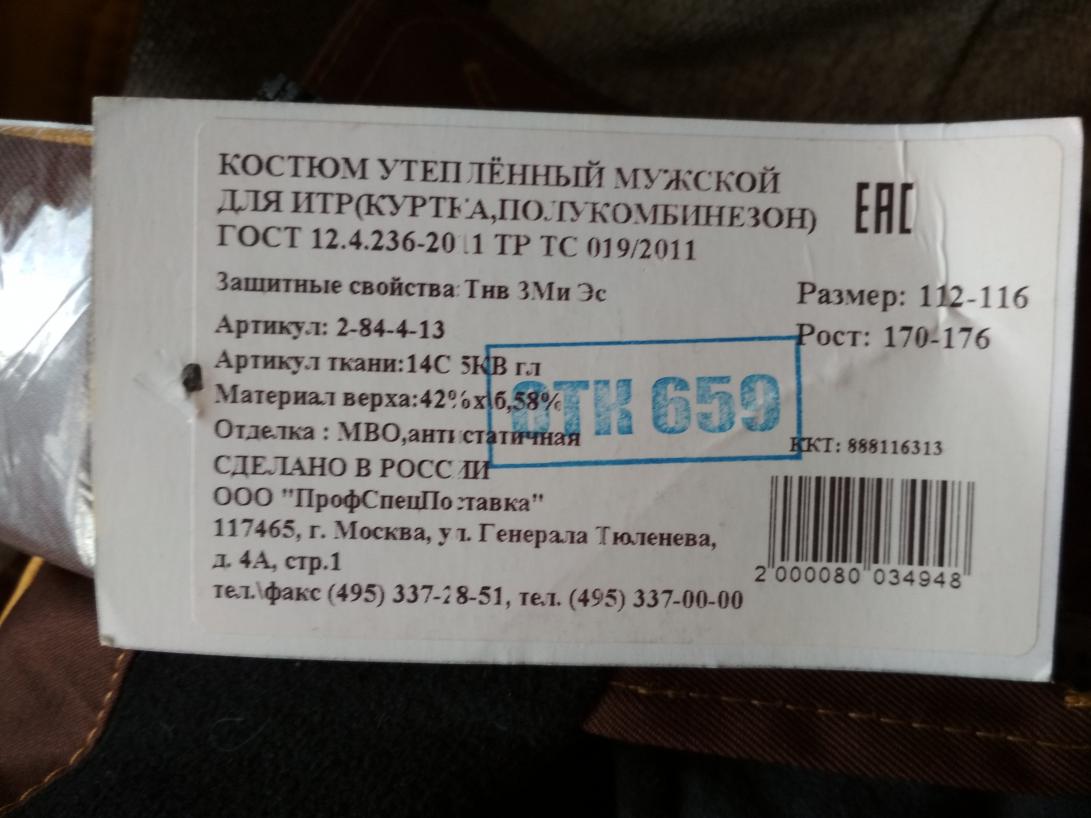 КОСТЮМ УТЕПЛЁННЫЙ МУЖСКОЙ
ДЛЯ ИТР(КУРТКА,ПОЛУКОМБИНЕЗОН)
ГОСТ 12.4.236-2011 ТР ТС 019/2011
ЕАС
Защитные свойства:Тнв 3Ми Эс
Размер: 112-116
Артикул: 2-84-4-13
Рост: 170-176
Артикул ткани:14С 5КВ гл
Материал верха:42%х\б,58%
ОТК 659
Отделка : МВО,антистатичная
ККТ: 888116313
СДЕЛАНО В РОССИИ
ООО "ПрофСпецПоставка"
117465, г. Москва, ул. Генерала Тюленева,
д. 4А, стр.1
тел.\факс (495) 337-28-51, тел. (495) 337-00-00
2 000080 034948